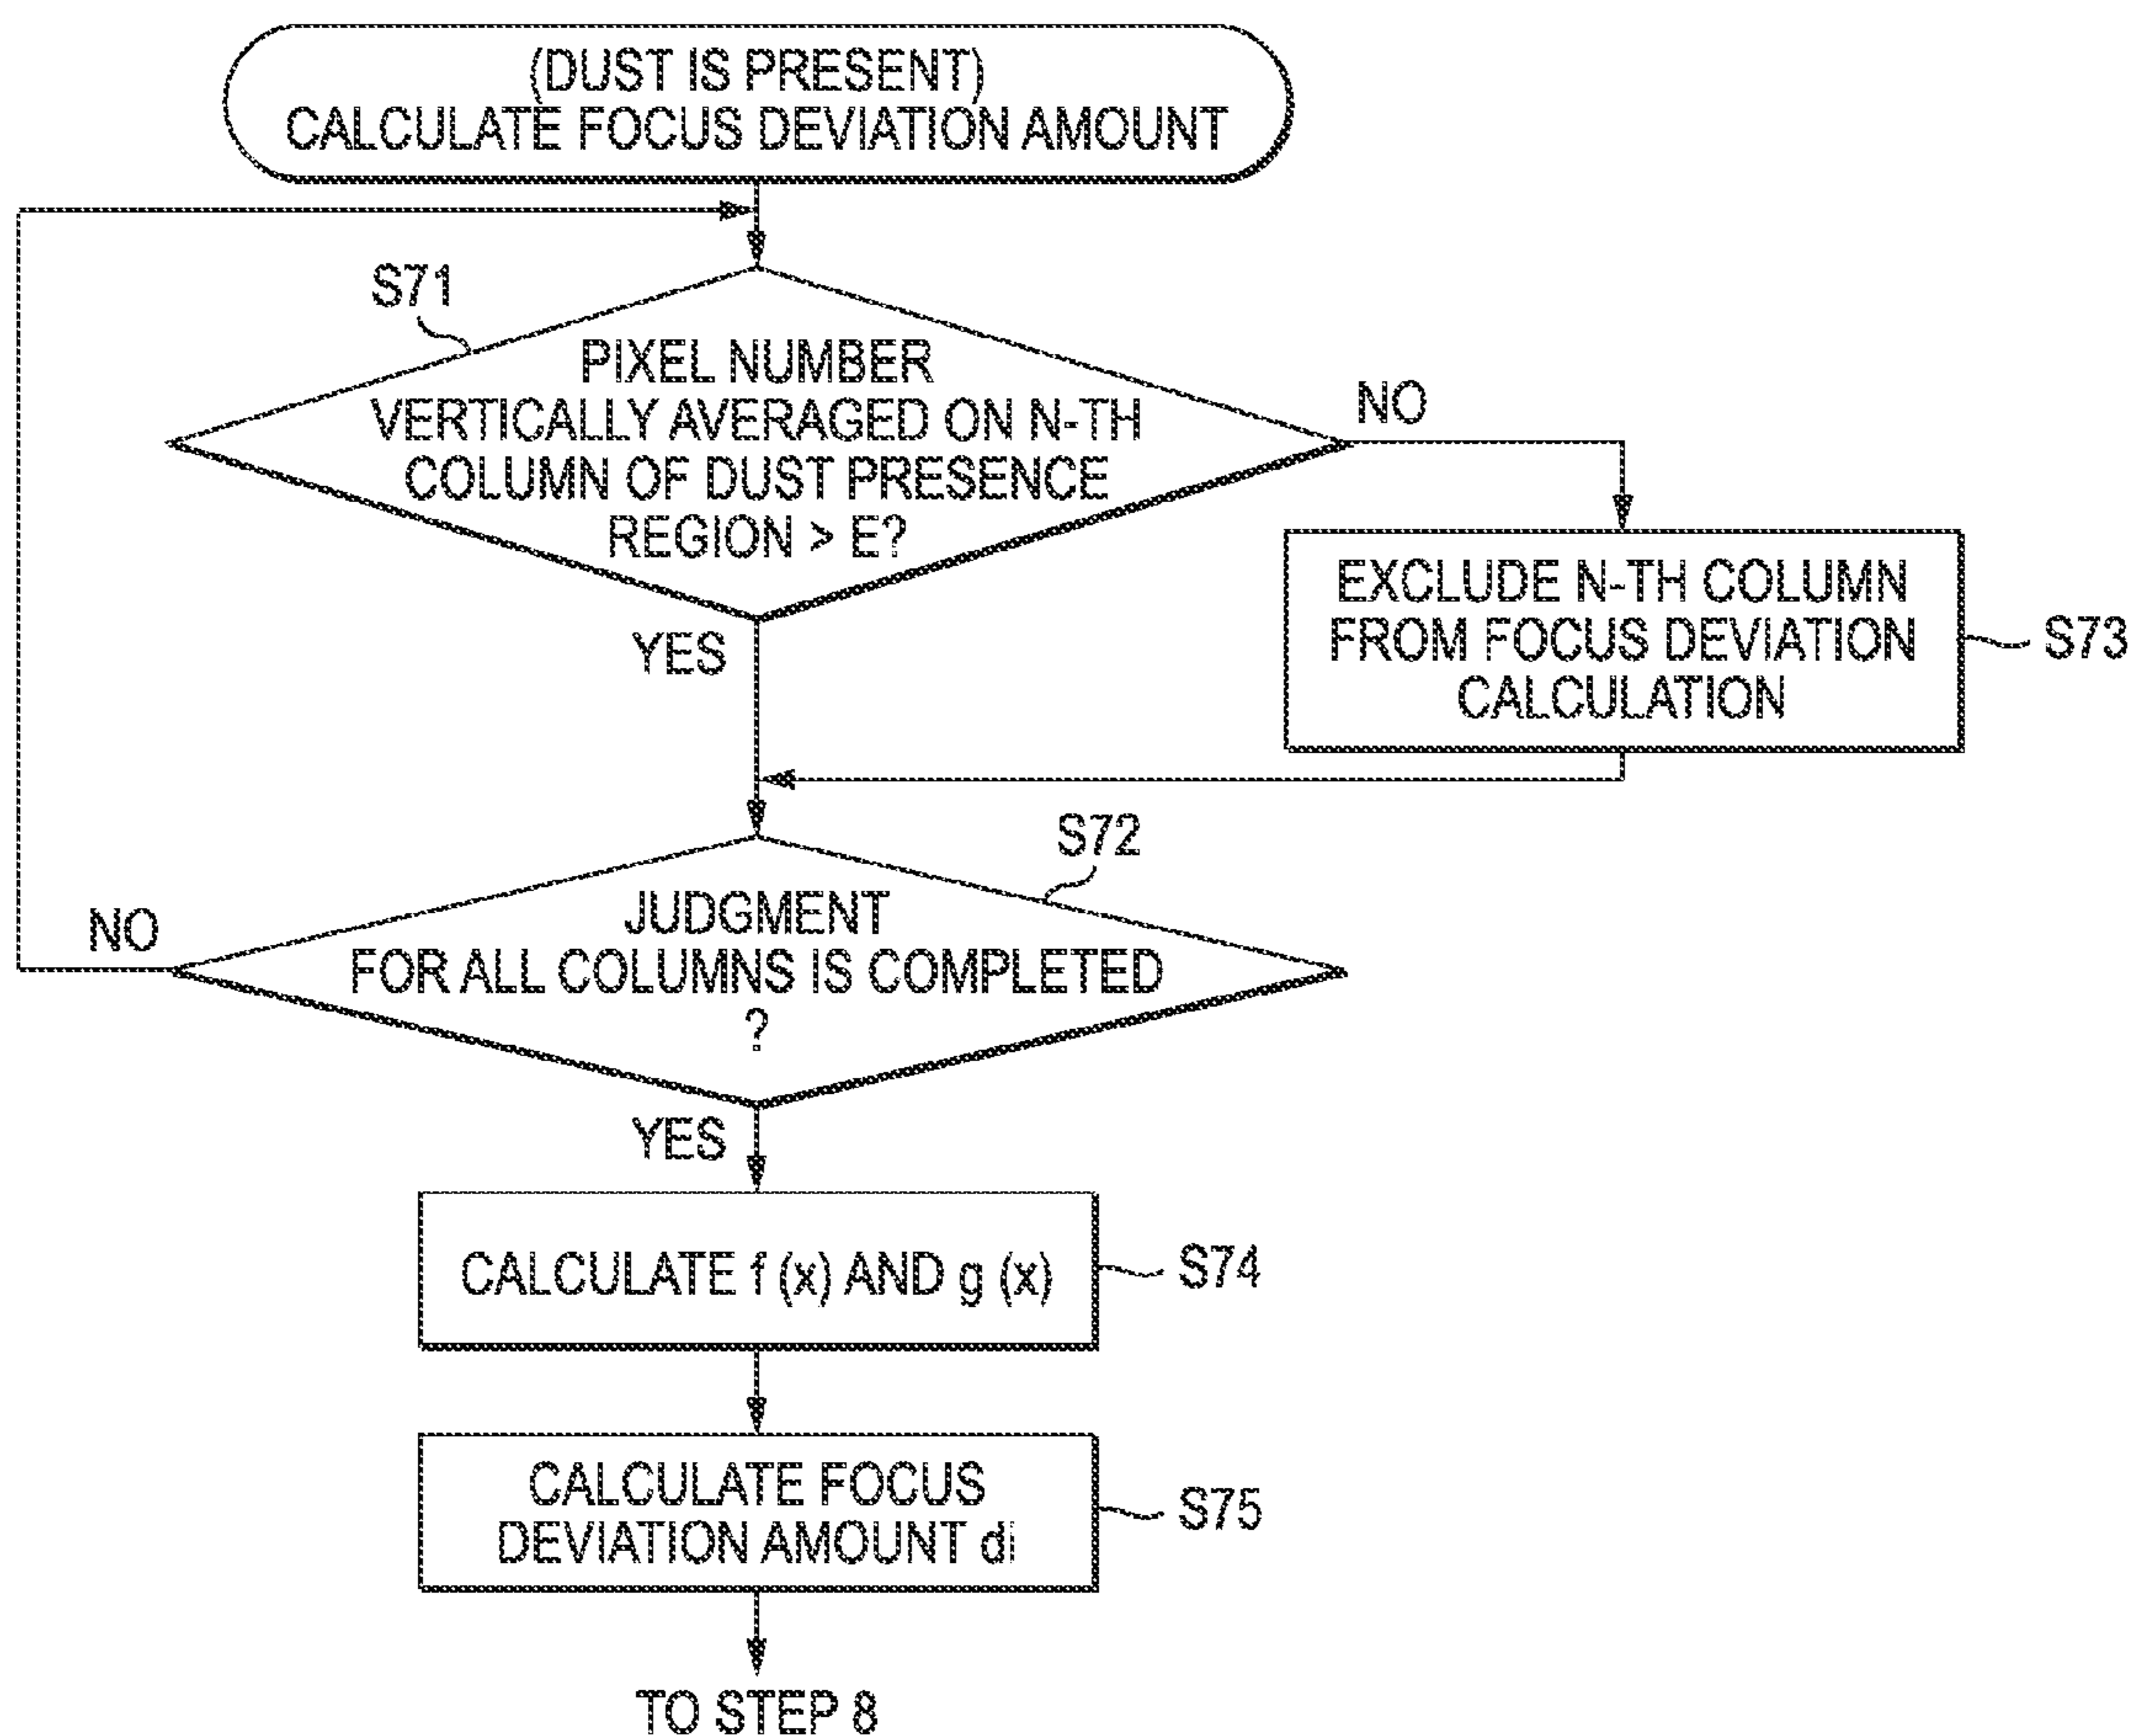 (DUST IS PRESENT)
CALCULATE FOCUS DEVIATION AMOUNT
S71
PIXEL NUMBER
VERTICALLY AVERAGED ON N-TH
COLUMN OF DUST PRESENCE
REGION > E?
NO
YES
EXCLUDE N-TH COLUMN
FROM FOCUS DEVIATION
CALCULATION
S73
S72
JUDGMENT
FOR ALL COLUMNS IS COMPLETED
?
NO
YES
CALCULATE f (x) AND g (x)
S74
CALCULATE FOCUS
DEVIATION AMOUNT di
S75
TO STEP 8